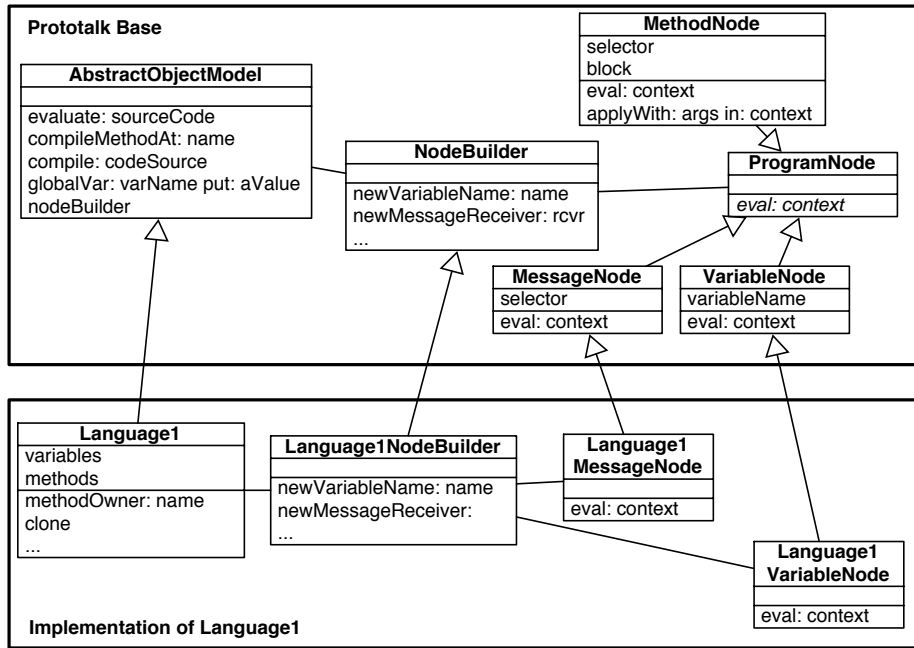 Prototalk Base
MethodNode
selector
block
eval: context
applyWith: args in: context
AbstractObjectModel
evaluate: sourceCode
compileMethodAt: name
compile: codeSource
globalVar: varName put: aValue
nodeBuilder
NodeBuilder
newVariableName: name
newMessageReceiver: rcvr
...
ProgramNode
eval: context
MessageNode
selector
eval: context
VariableNode
variableName
eval: context
Language1
variables
methods
methodOwner: name
clone
...
Language1NodeBuilder
newVariableName: name
newMessageReceiver:
...
Language1
MessageNode
eval: context
Language1
VariableNode
eval: context
Implementation of Language1